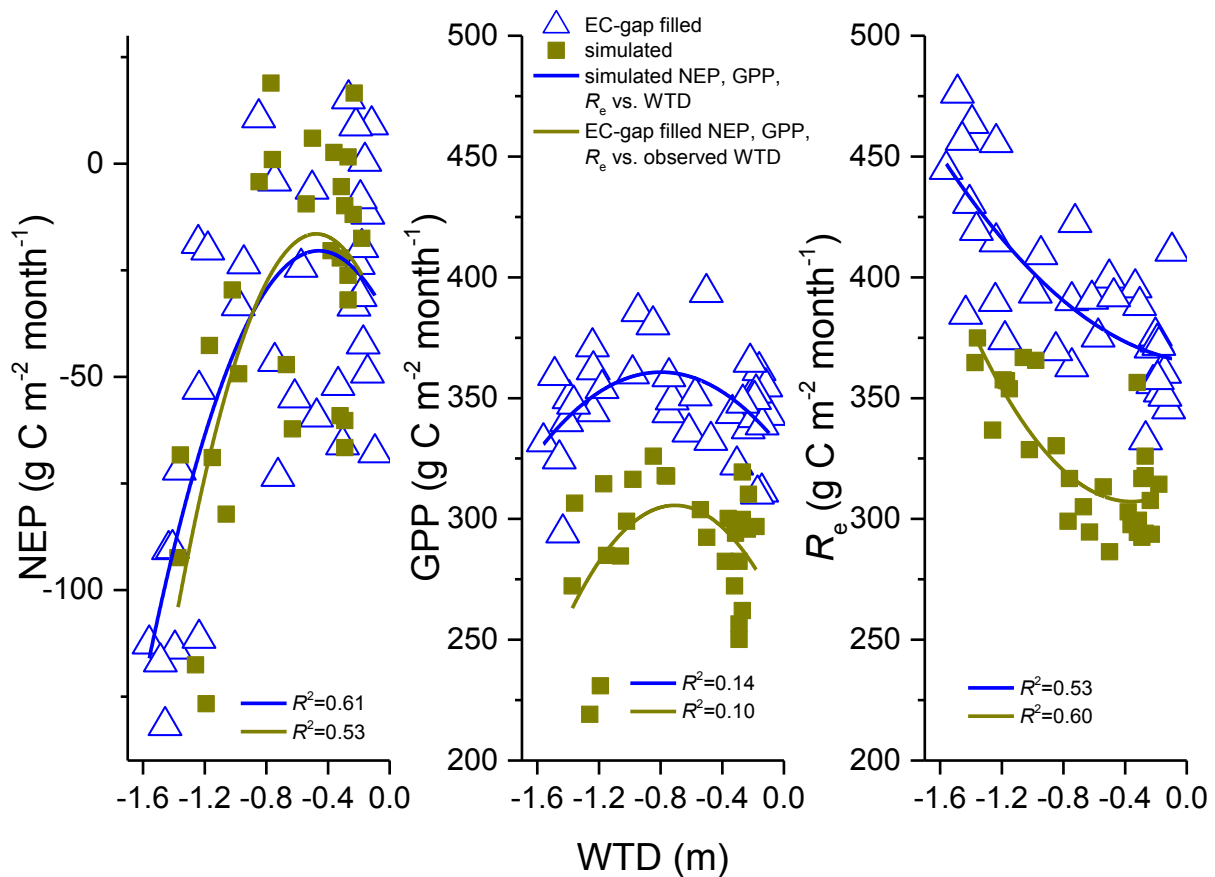 EC-gap filled
simulated
simulated NEP, GPP,
Re vs. WTD
EC-gap filled NEP, GPP,
Re vs. observed WTD
NEP (g C m-2 month-1)
0
-50
-100
-1.6 -1.2 -0.8 -0.4 0.0
R2=0.61
R2=0.53
GPP (g C m-2 month-1)
500
450
400
350
300
250
200
-1.6 -1.2 -0.8 -0.4 0.0
R2=0.14
R2=0.10
Re (g C m-2 month-1)
500
450
400
350
300
250
200
-1.6 -1.2 -0.8 -0.4 0.0
R2=0.53
R2=0.60
WTD (m)